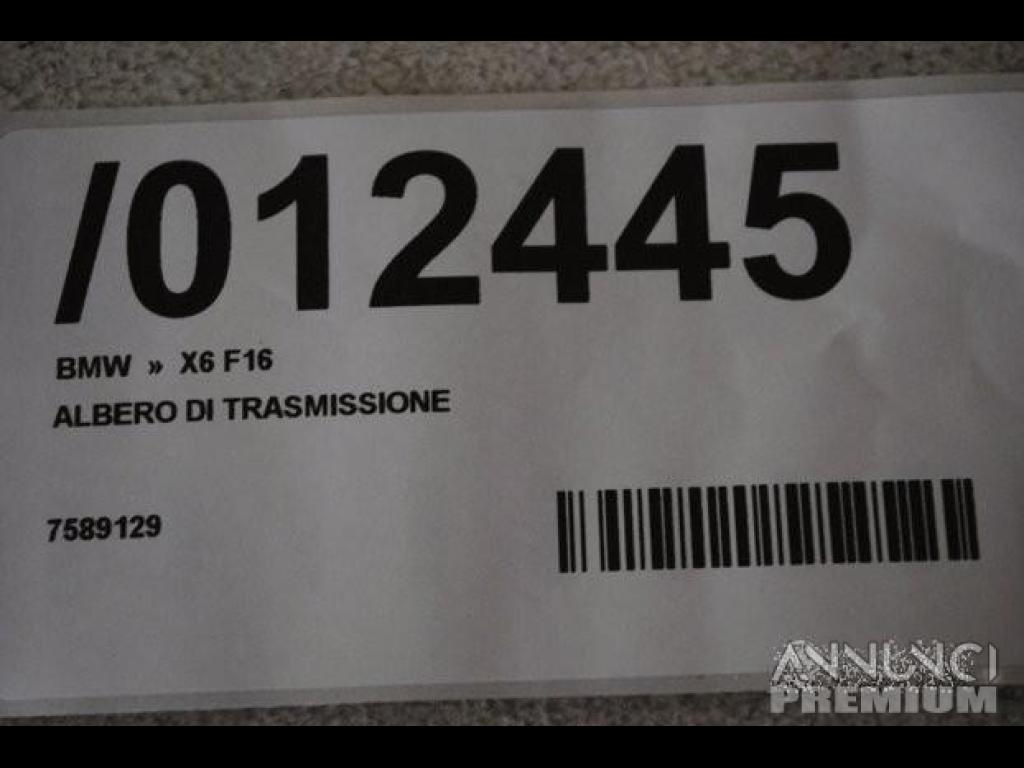 /012445
BMW » X6 F16
ALBERO DI TRASMISSIONE
7589129
ANNUNCI
PREMIUM